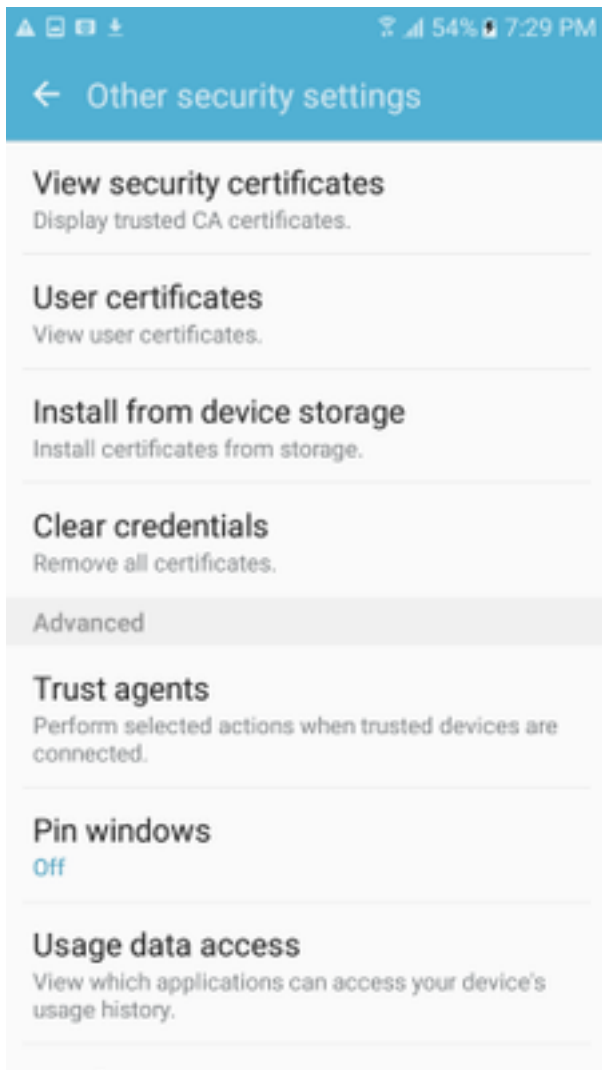 54% 7:29 PM
Other security settings
View security certificates
Display trusted CA certificates.
User certificates
View user certificates.
Install from device storage
Install certificates from storage.
Clear credentials
Remove all certificates.
Advanced
Trust agents
Perform selected actions when trusted devices are
connected.
Pin windows
Off
Usage data access
View which applications can access your device's
usage history.